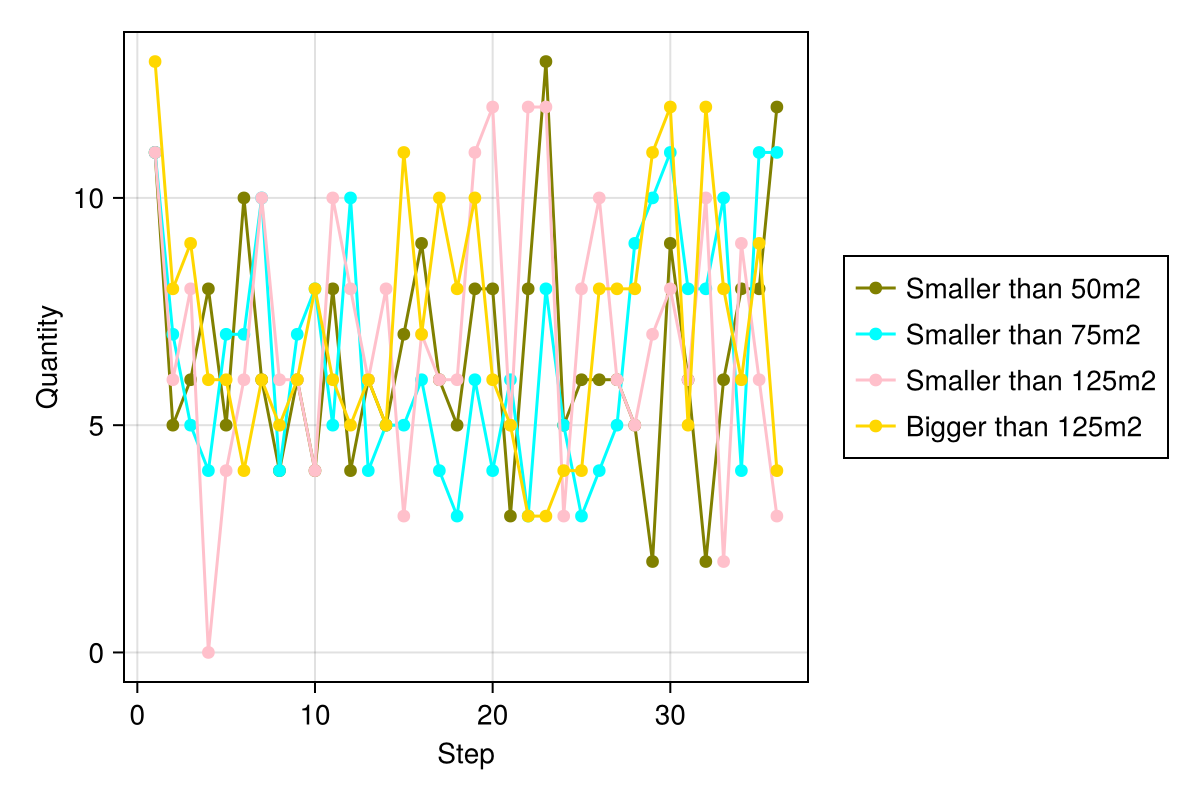 10
5
0
Quantity
0 10 20 30
Step
Smaller than 50m2
Smaller than 75m2
Smaller than 125m2
Bigger than 125m2